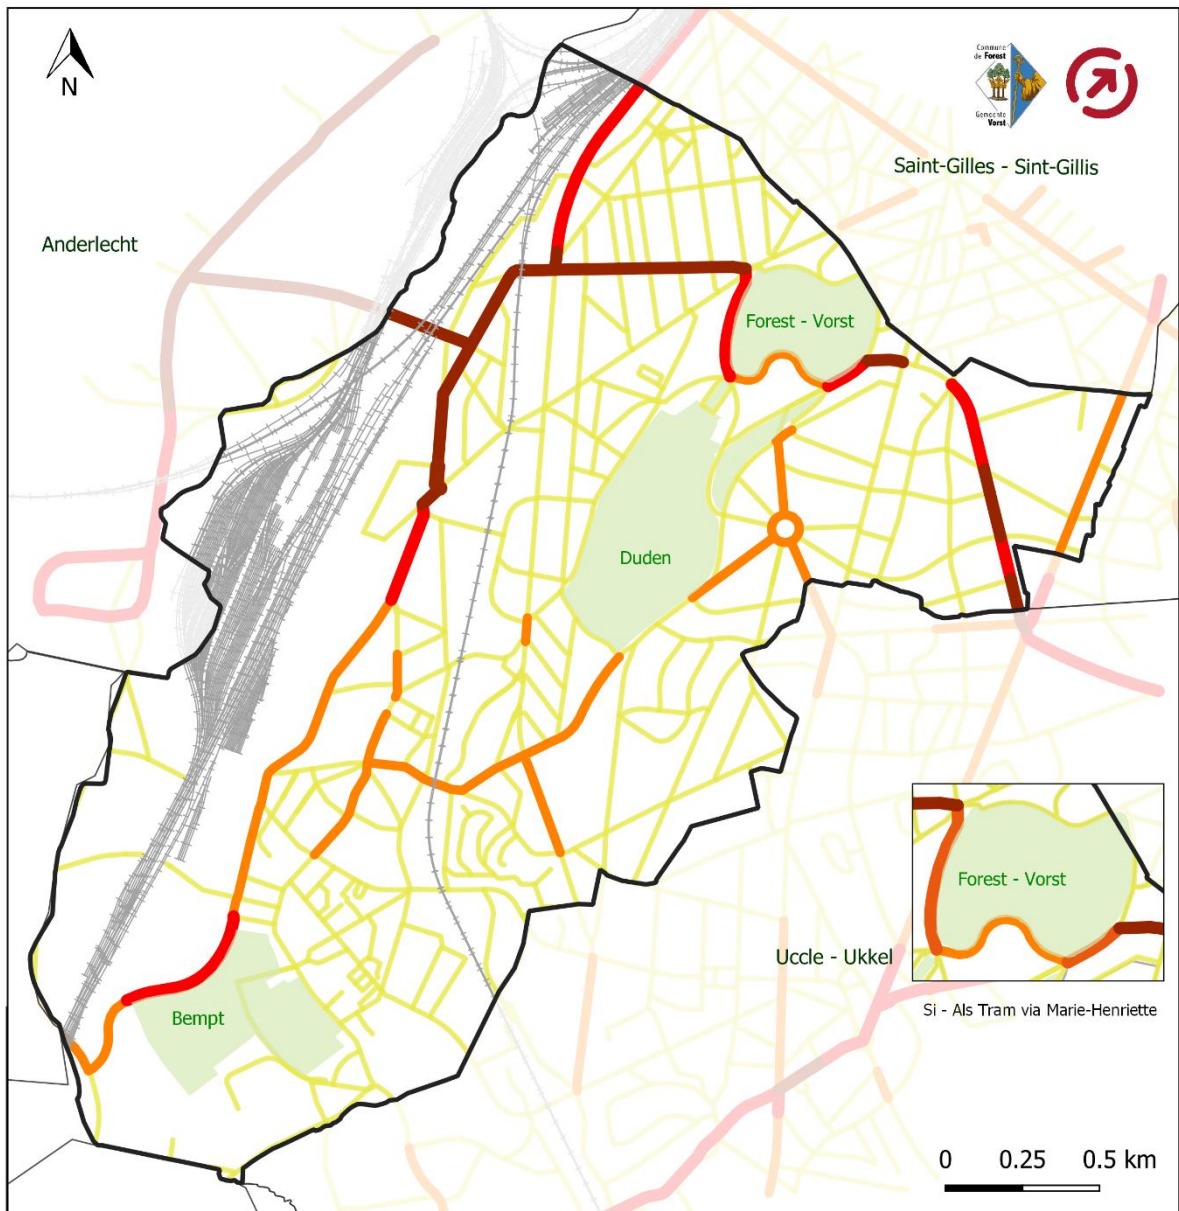 N
Commune
de Forest
Gemeente
Vorst
Saint-Gilles - Sint-Gillis
Anderlecht
Forest - Vorst
Duden
Forest - Vorst
Uccle - Ukkel
Si - Als Tram via Marie-Henriette
Bempt
0 0.25 0.5 km